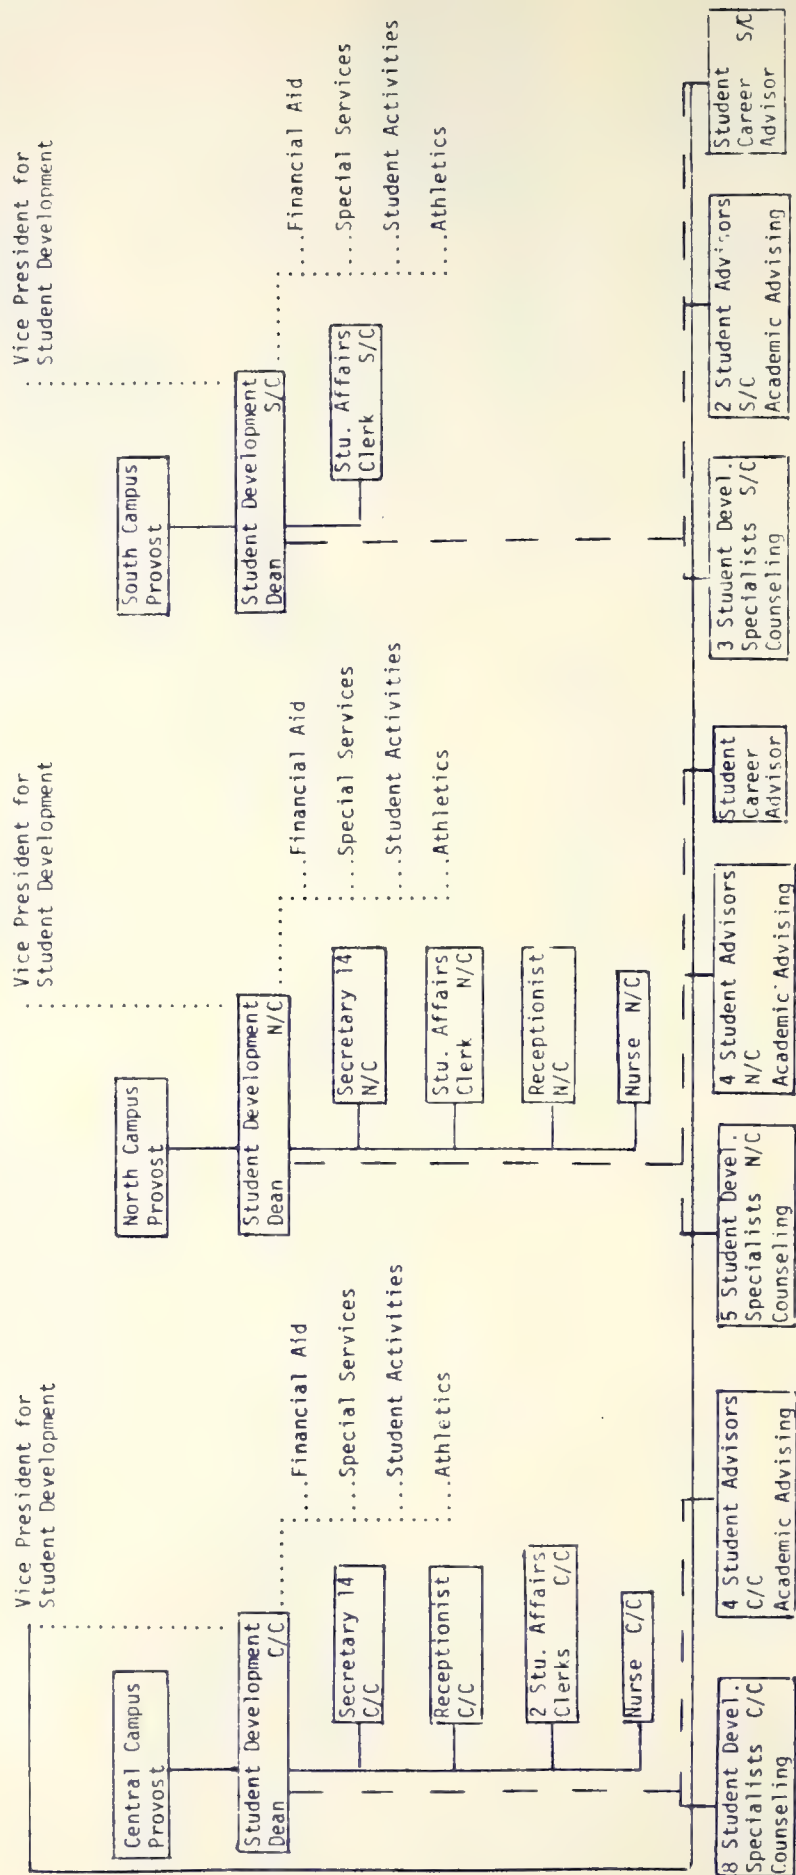 Vice President for
Student Development
Central Campus
Provost
Student Development
Dean C/C
....Financial Aid
....Special Services
....Student Activities
....Athletics
Secretary 14
C/C
Receptionist
C/C
2 Stu. Affairs
Clerks C/C
Nurse C/C
8 Student Devel.
Specialists C/C
Counseling
4 Student Advisors
C/C
Academic Advising
Vice President for
Student Development
North Campus
Provost
Student Development
Dean N/C
....Financial Aid
....Special Services
....Student Activities
....Athletics
Secretary 14
N/C
Stu. Affairs
Clerk N/C
Receptionist
N/C
Nurse N/C
5 Student Devel.
Specialists N/C
Counseling
4 Student Advisors
N/C
Academic Advising
Student
Career
Advisor
Vice President for
Student Development
South Campus
Provost
Student Development
Dean S/C
....Financial Aid
....Special Services
....Student Activities
....Athletics
Stu. Affairs
Clerk S/C
3 Student Devel.
Specialists S/C
Counseling
2 Student Advisors
S/C
Academic Advising
Student
Career S/C
Advisor